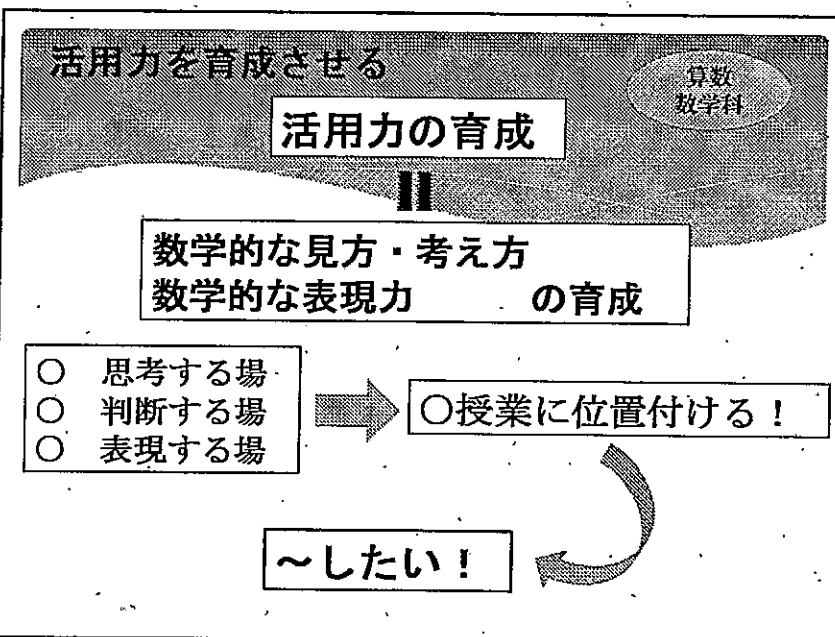 活用力を育成させる
算数
数学科
活用力の育成
数学的な見方・考え方
数学的な表現力　の育成
○ 思考する場
○ 判断する場
○ 表現する場
○授業に位置付ける！
～したい！